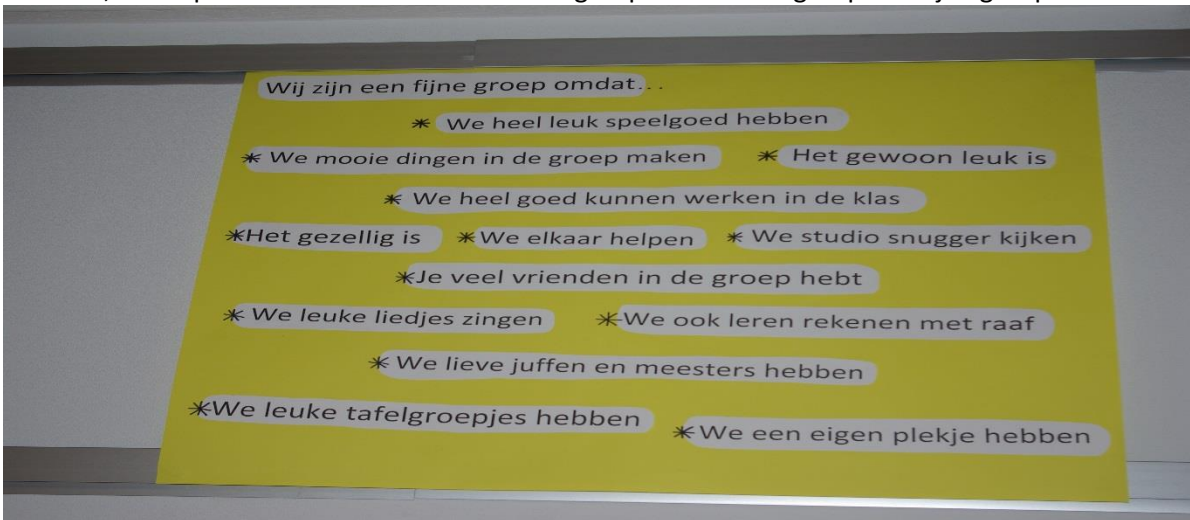 Wij zijn een fijne groep omdat...
* We heel leuk speelgoed hebben
* We mooie dingen in de groep maken * Het gewoon leuk is
* We heel goed kunnen werken in de klas
*Het gezellig is *We elkaar helpen * We studio snugger kijken
*Je veel vrienden in de groep hebt
* We leuke liedjes zingen *We ook leren rekenen met raaf
* We lieve juffen en meesters hebben
*We leuke tafelgroepjes hebben *We een eigen plekje hebben